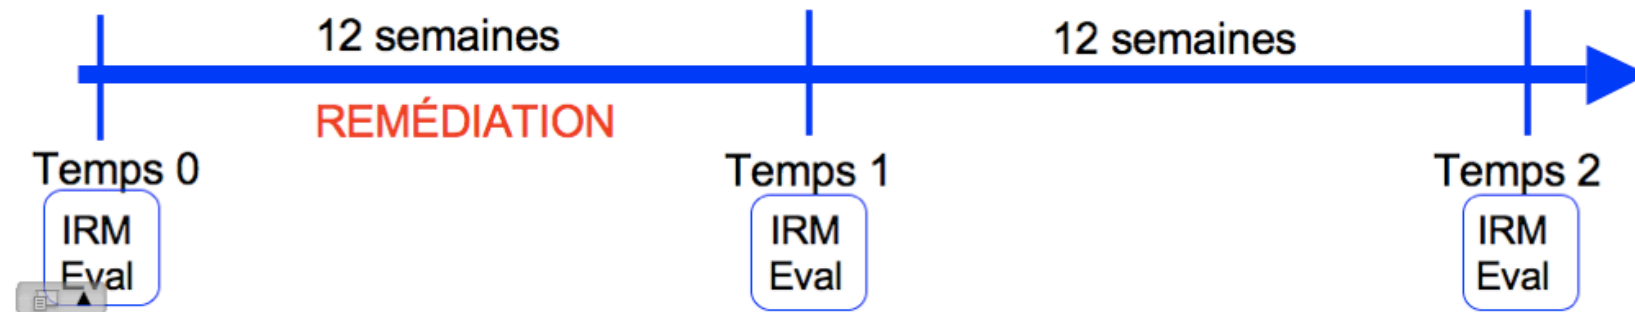 12 semaines
12 semaines
REMÉDIATION
Temps 0
Temps 1
Temps 2
IRM
Eval
IRM
Eval
IRM
Eval